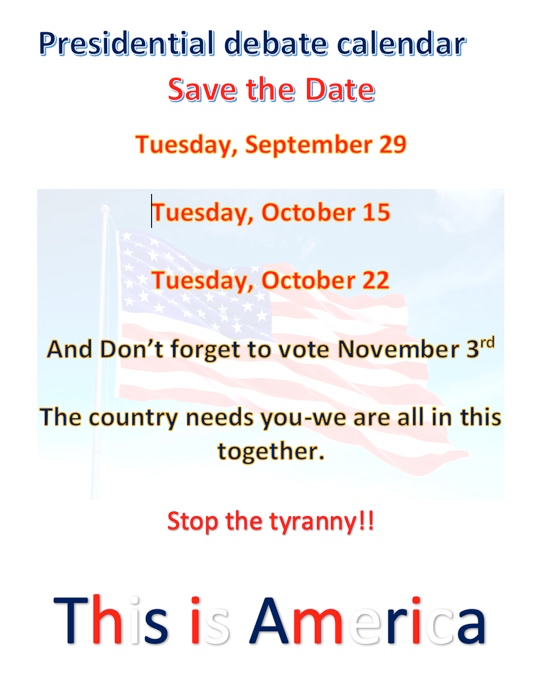 Presidential debate calendar
Save the Date
Tuesday, September 29
Tuesday, October 15
Tuesday, October 22
And Don’t forget to vote November 3rd
The country needs you-we are all in this
together.
Stop the tyranny!!
This is America